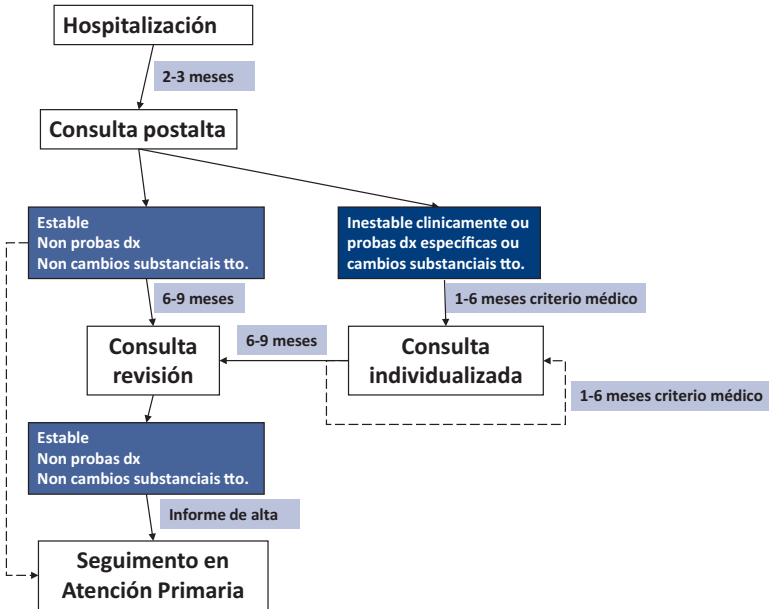 Hospitalización
2-3 meses
Consulta postalta
Estable
Non probas dx
Non cambios substanciais tto.
Inestable clinicamente ou
probas dx específicas ou
cambios substanciais tto.
6-9 meses
1-6 meses criterio médico
Consulta
revisión
6-9 meses
Consulta
individualizada
1-6 meses criterio médico
Estable
Non probas dx
Non cambios substanciais tto.
Informe de alta
Seguimento en
Atención Primaria